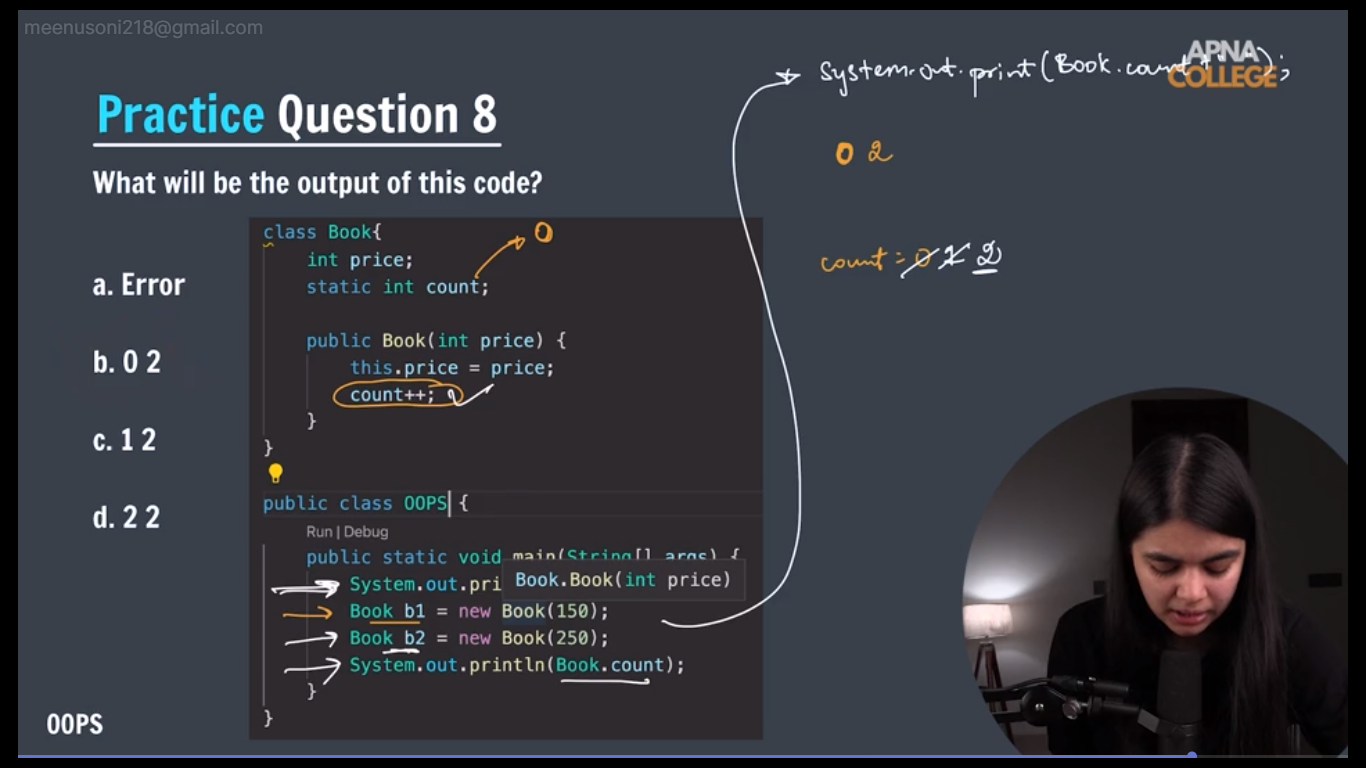 meenusoni218@gmail.com
APNA
COLLEGE
System.out.print(Book.count + " ");
Practice Question 8
0 2
What will be the output of this code?
count = 0 1 2
a. Error
b. 0 2
c. 1 2
d. 2 2
class Book{
0
int price;
static int count;
public Book(int price) {
this.price = price;
count++;
}
}
public class OOPS {
Run | Debug
public static void main(String[] args) {
System.out.pri
Book.Book(int price)
Book b1 = new Book(150);
Book b2 = new Book(250);
System.out.println(Book.count);
}
}
OOPS